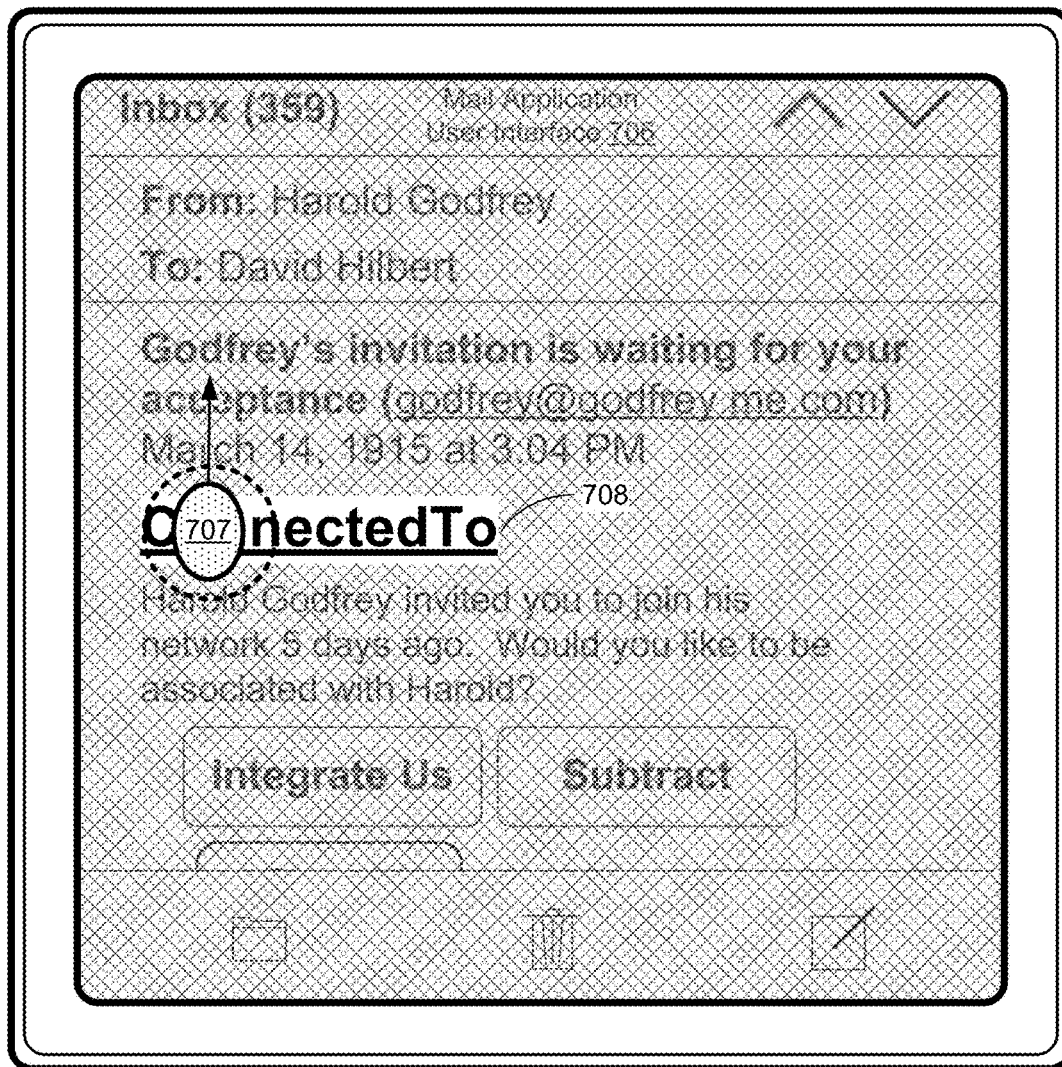 Inbox (359)
Mail Application
User Interface 706
From: Harold Godfrey
To: David Hilbert
Godfrey's invitation is waiting for your
acceptance (godfrey@godfrey.me.com)
March 14, 1915 at 3:04 PM
708
C 707 nectedTo
Harold Godfrey invited you to join his
network 5 days ago. Would you like to be
associated with Harold?
Integrate Us
Subtract